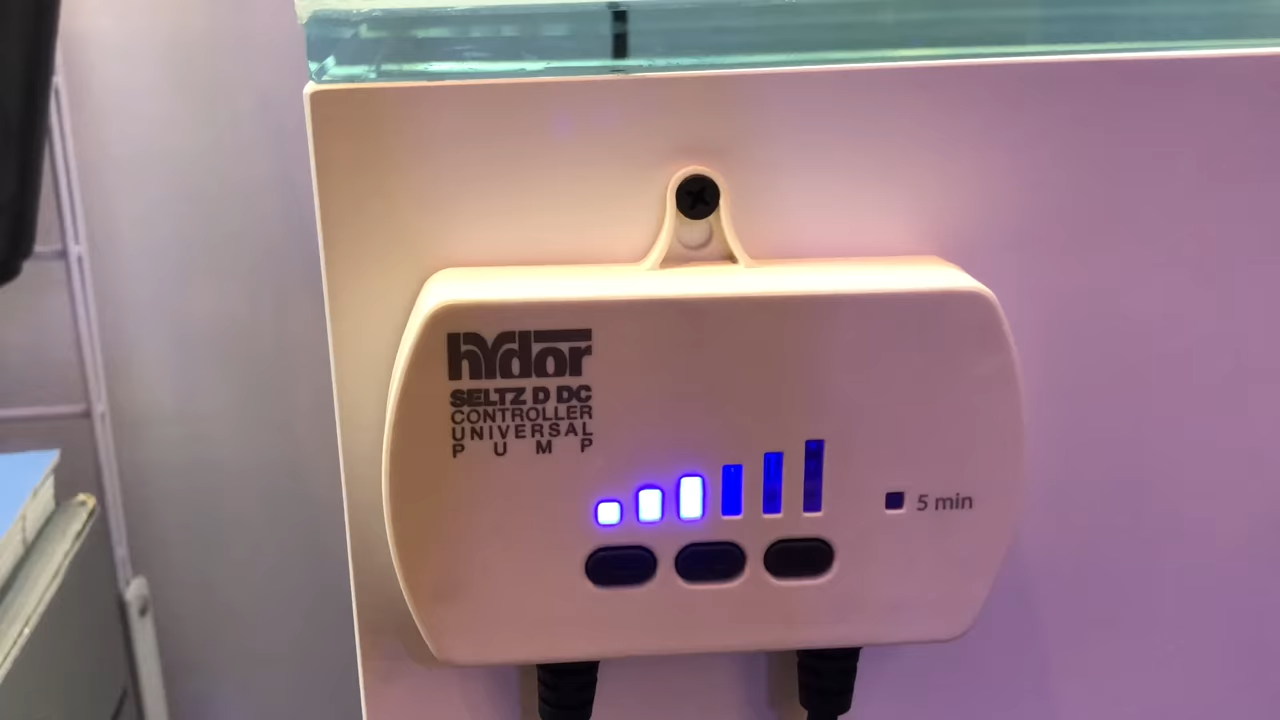 hydor
SELTZ D DC
CONTROLLER
UNIVERSAL
PUMP
5 min